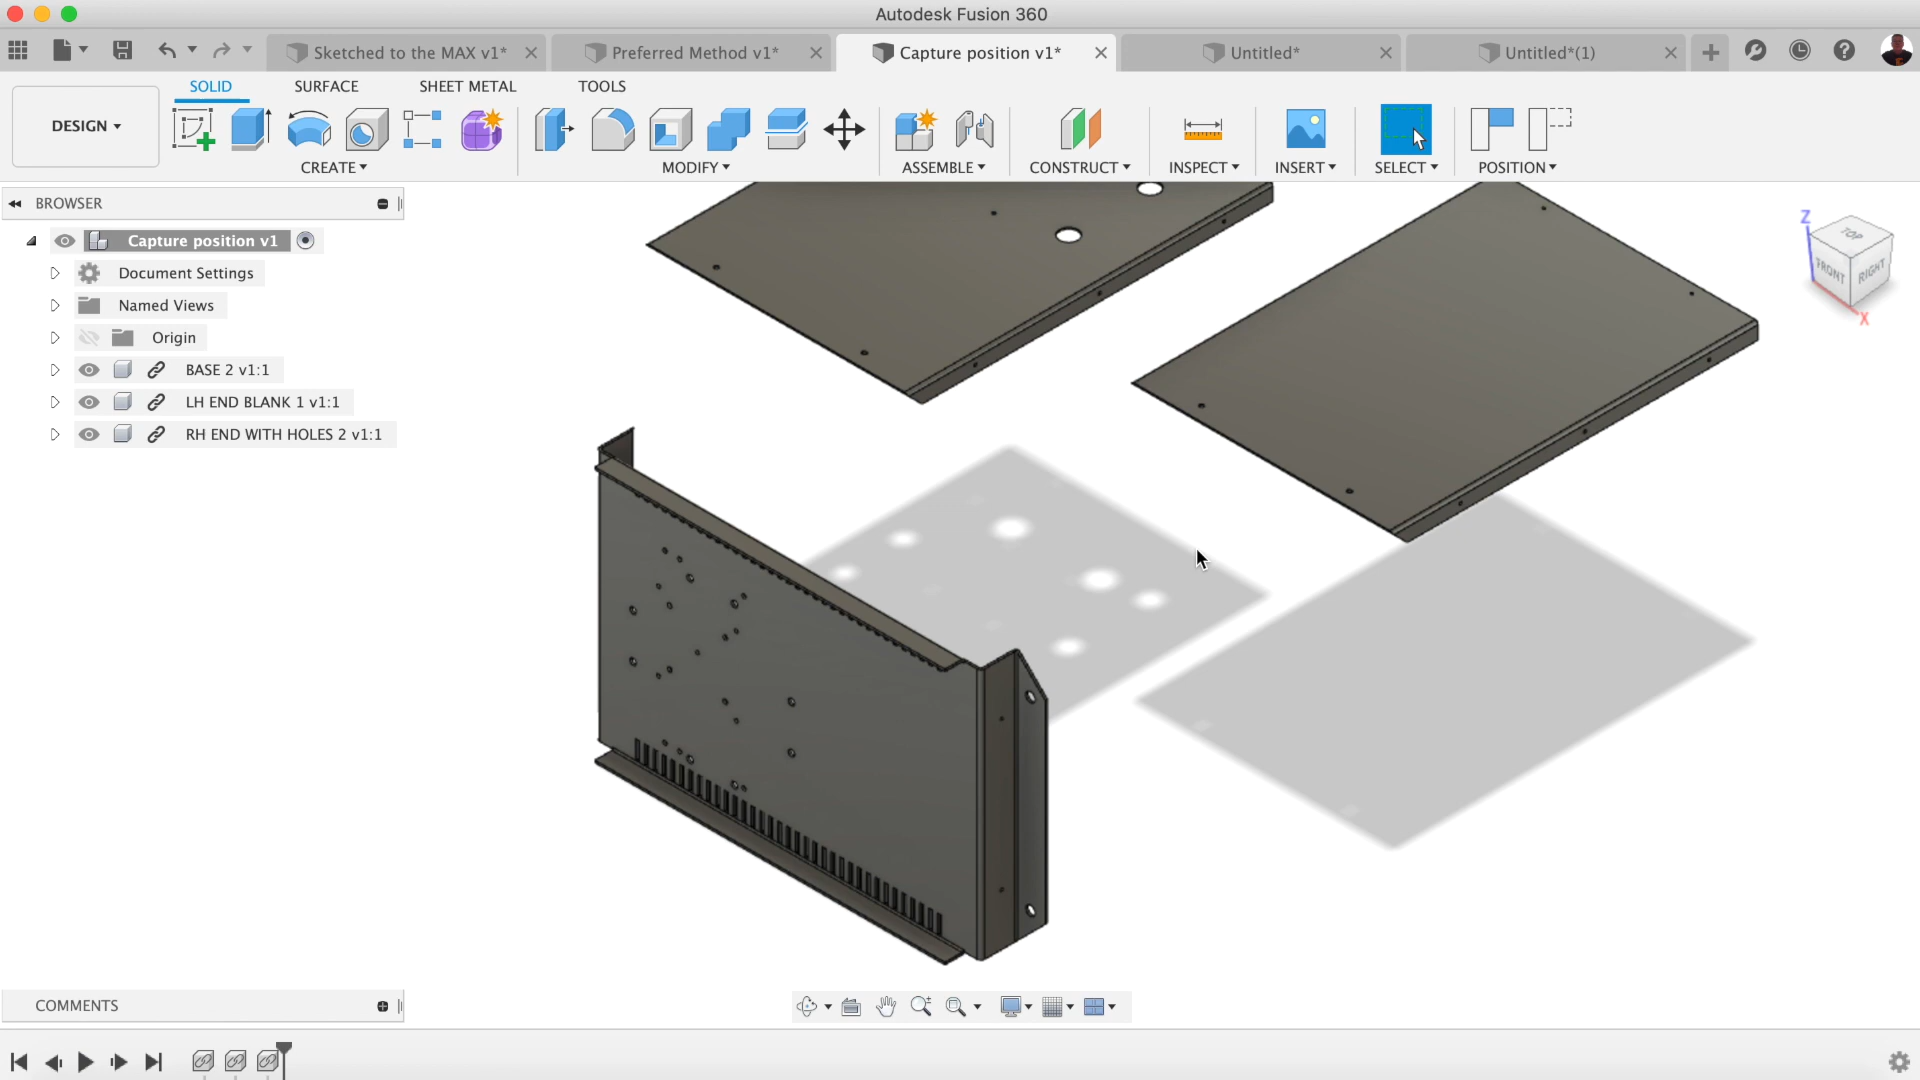 Autodesk Fusion 360
Sketched to the MAX v1*
Preferred Method v1*
Capture position v1*
Untitled*
Untitled*(1)
SOLID
SURFACE
SHEET METAL
TOOLS
DESIGN
CREATE
MODIFY
ASSEMBLE
CONSTRUCT
INSPECT
INSERT
SELECT
POSITION
BROWSER
Capture position v1
Document Settings
Named Views
Origin
BASE 2 v1:1
LH END BLANK 1 v1:1
RH END WITH HOLES 2 v1:1
Z
TOP
FRONT
RIGHT
X
COMMENTS